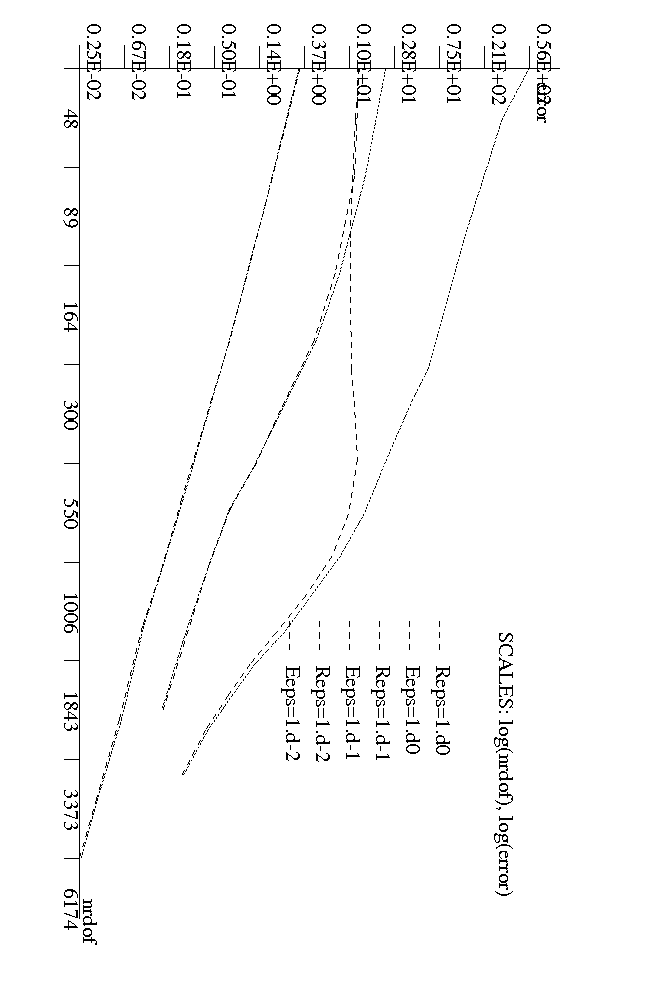 SCALES: log(nrdof), log(error)
Reps=1.d0
Eeps=1.d0
Reps=1.d-1
Eeps=1.d-1
Reps=1.d-2
Eeps=1.d-2
error
0.56E+02
0.21E+02
0.75E+01
0.28E+01
0.10E+01
0.37E+00
0.14E+00
0.50E-01
0.18E-01
0.67E-02
0.25E-02
nrdof
48
89
164
300
550
1006
1843
3373
6174